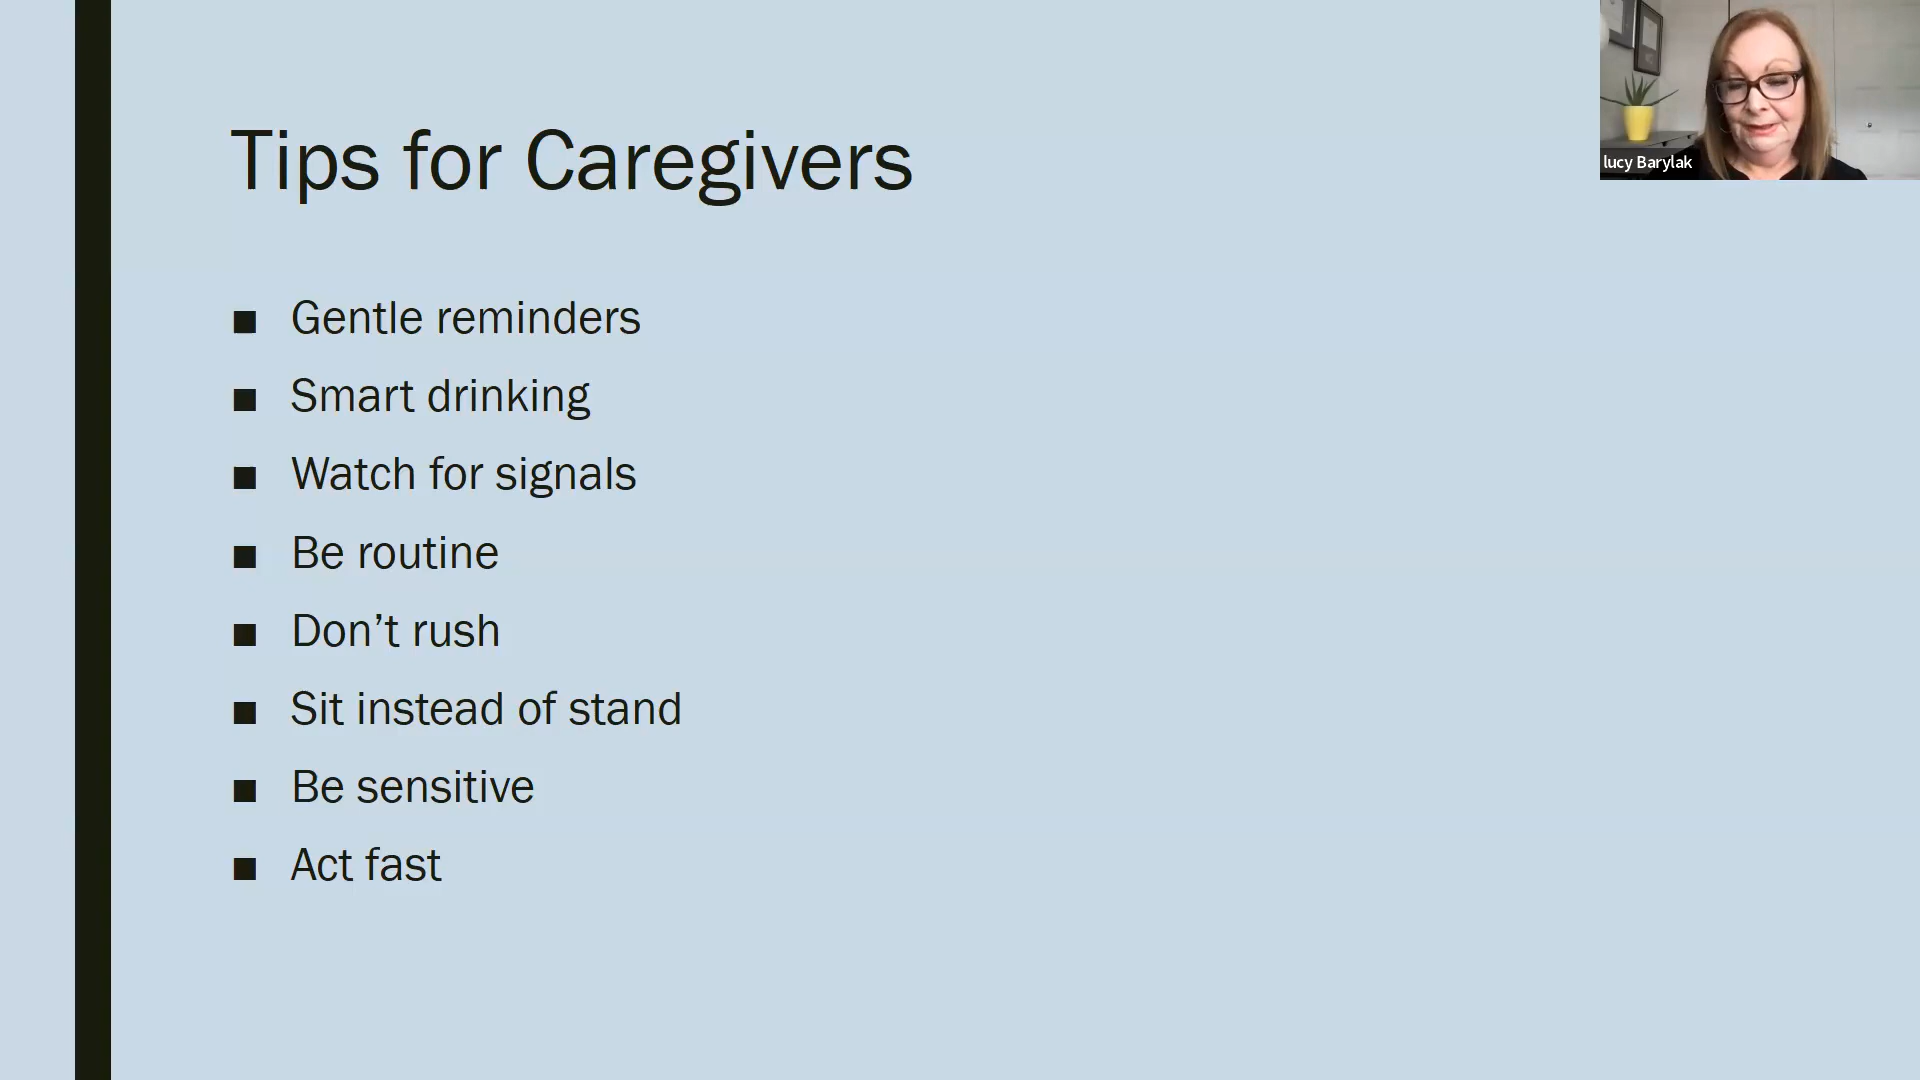 Tips for Caregivers
■ Gentle reminders
■ Smart drinking
■ Watch for signals
■ Be routine
■ Don’t rush
■ Sit instead of stand
■ Be sensitive
■ Act fast
lucy Barylak